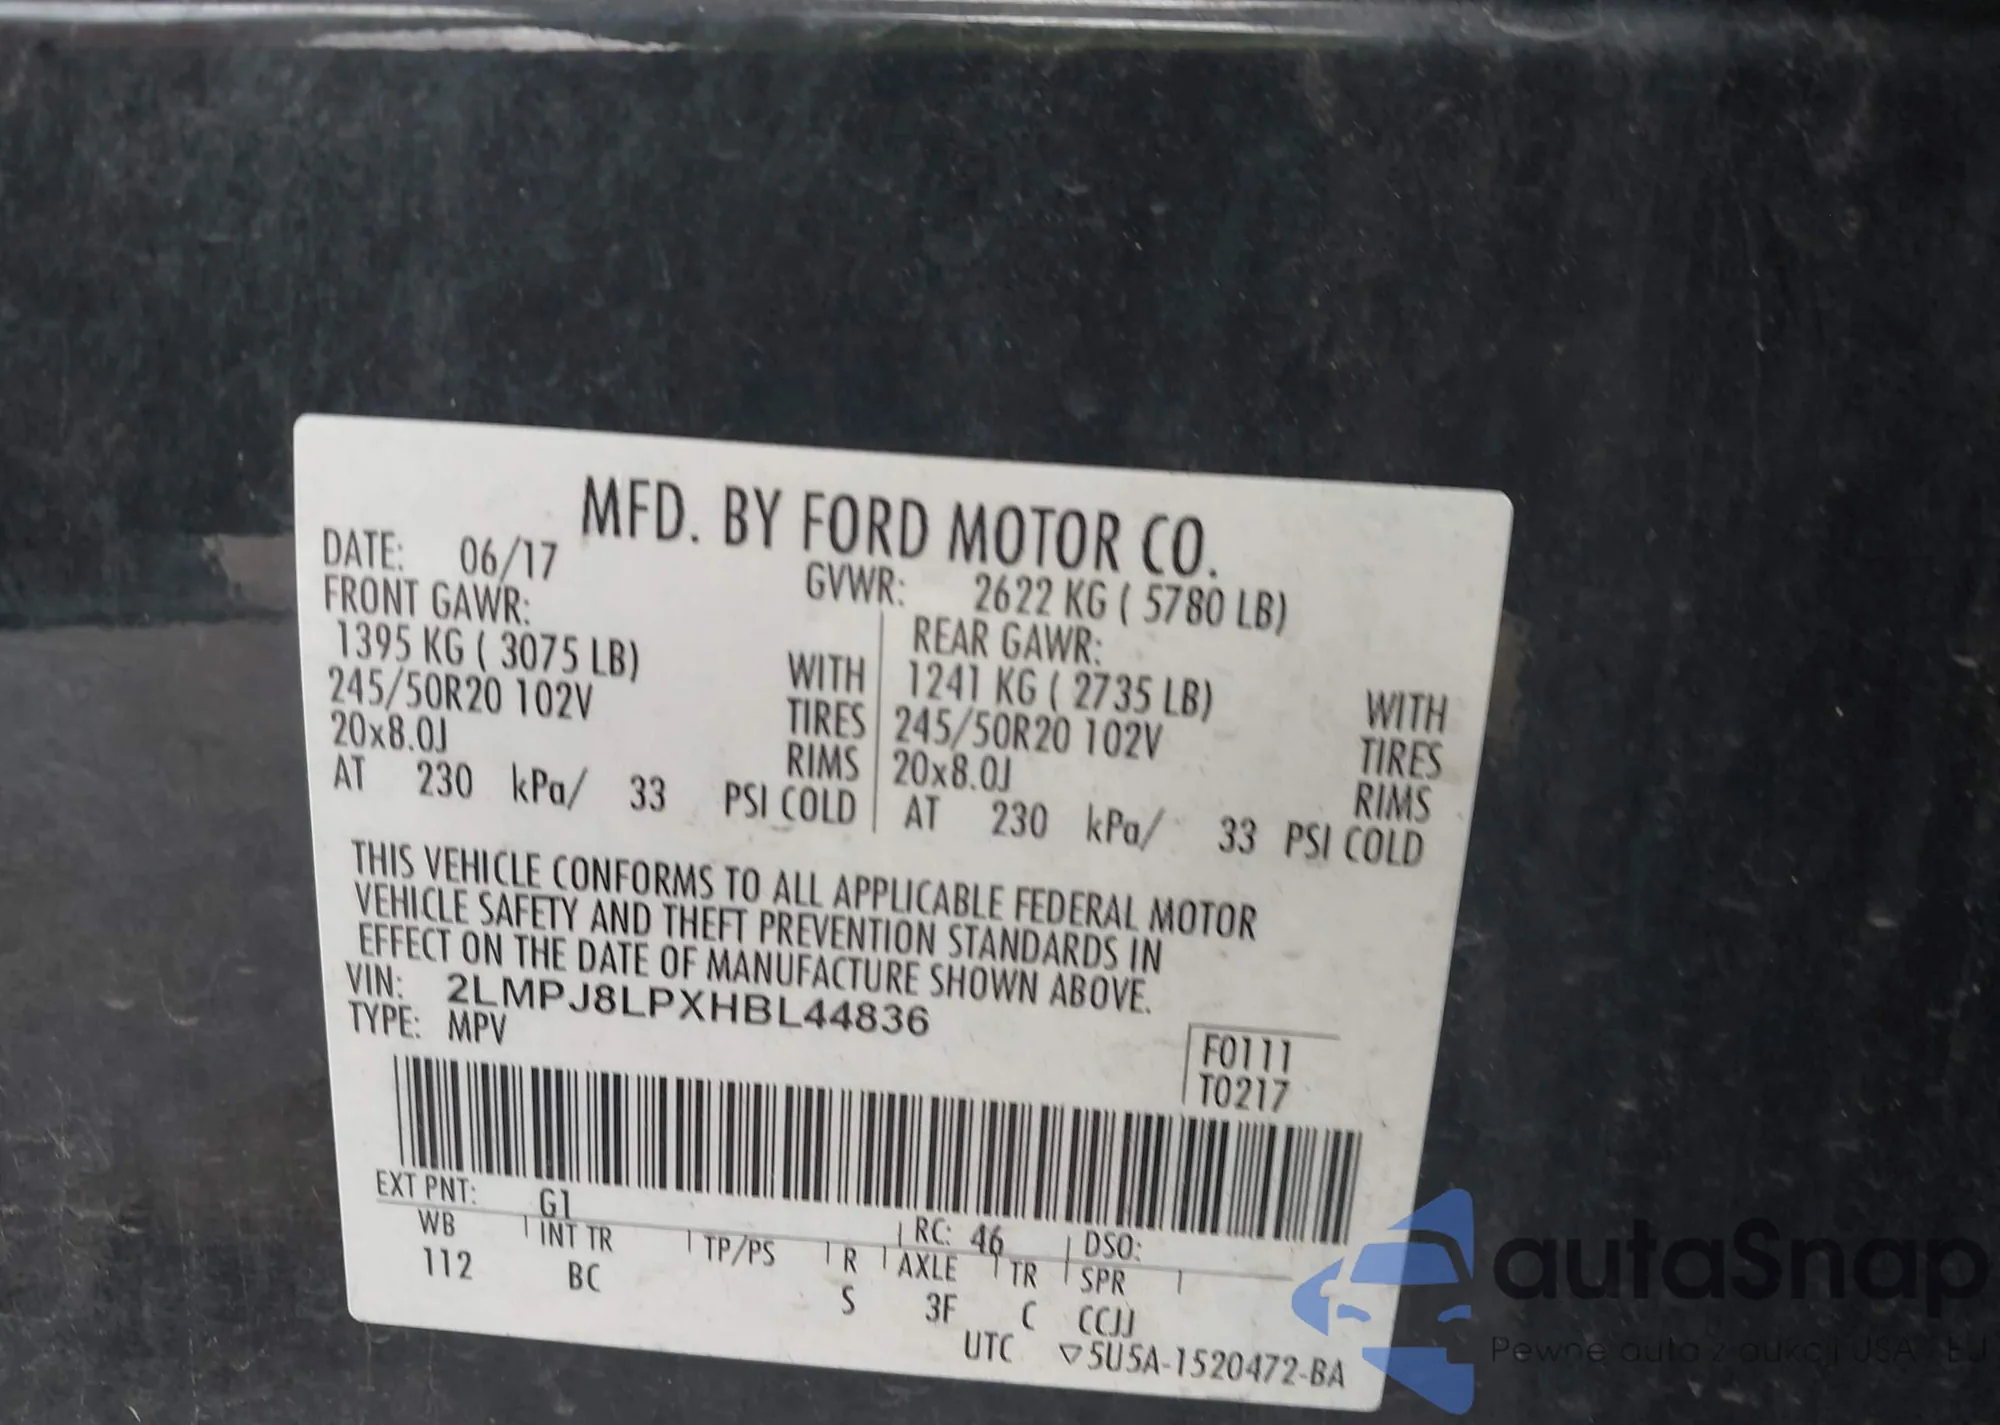 MFD. BY FORD MOTOR CO.
DATE: 06/17 GVWR: 2622 KG ( 5780 LB)
FRONT GAWR: REAR GAWR:
1395 KG ( 3075 LB) WITH 1241 KG ( 2735 LB) WITH
245/50R20 102V TIRES 245/50R20 102V TIRES
20x8.0J RIMS 20x8.0J RIMS
AT 230 kPa/ 33 PSI COLD AT 230 kPa/ 33 PSI COLD
THIS VEHICLE CONFORMS TO ALL APPLICABLE FEDERAL MOTOR
VEHICLE SAFETY AND THEFT PREVENTION STANDARDS IN
EFFECT ON THE DATE OF MANUFACTURE SHOWN ABOVE.
VIN: 2LMPJ8LPXHBL44836
TYPE: MPV
F0111
T0217
EXT PNT: G1 RC: 46 DSO:
WB INT TR TP/PS R AXLE TR SPR
112 BC S 3F C CCJJ
UTC ▽5U5A-1520472-BA
autaSnap
Pewne auta z aukcji USA i EU